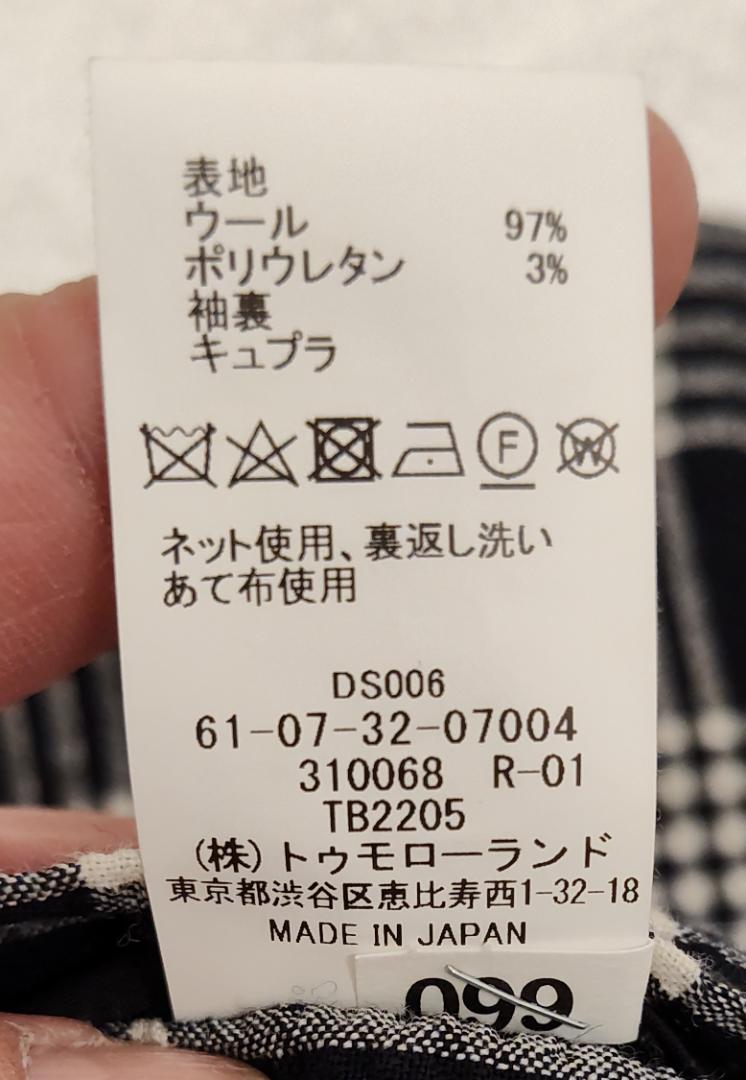 表地
ウール 97%
ポリウレタン 3%
袖裏
キュプラ
F W
ネット使用、裏返し洗い
あて布使用
DS006
61-07-32-07004
310068 R-01
TB2205
(株)トゥモローランド
東京都渋谷区恵比寿西1-32-18
MADE IN JAPAN
099